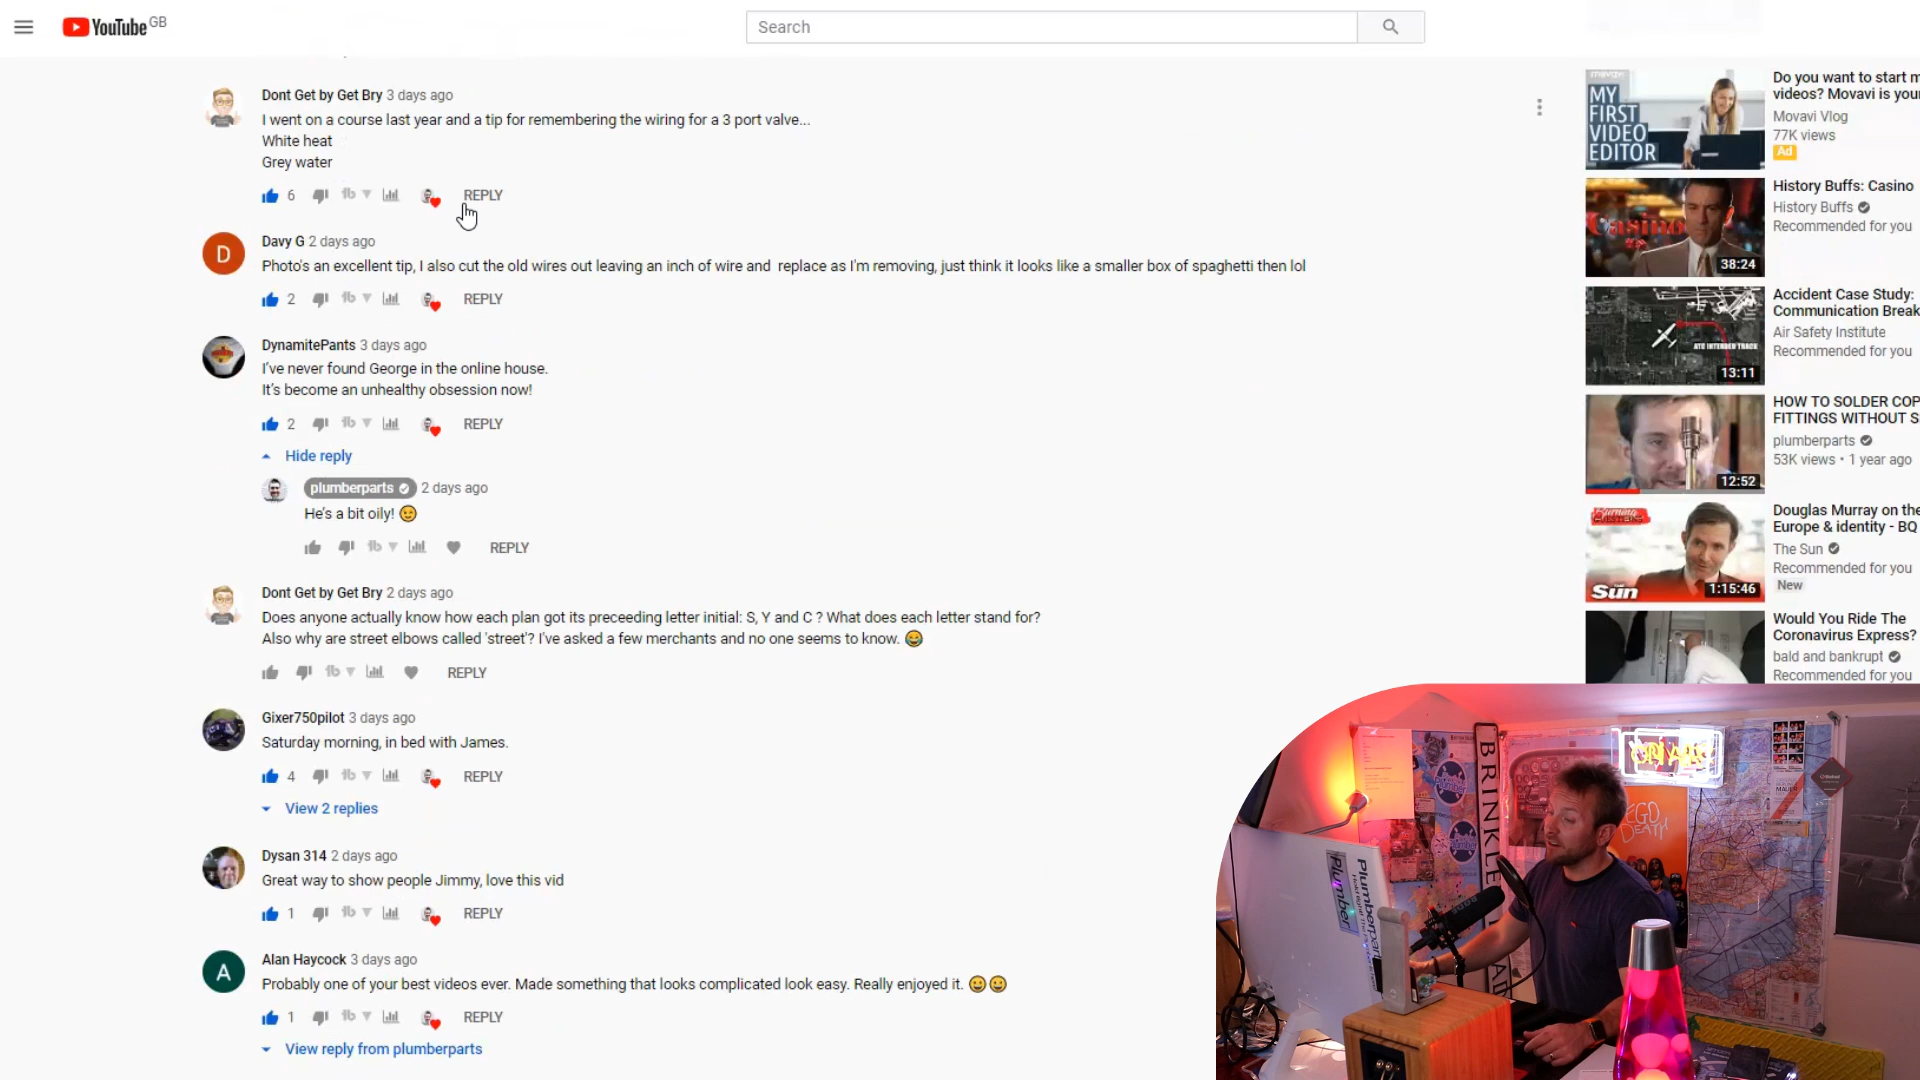 YouTube GB
Search
Dont Get by Get Bry 3 days ago
I went on a course last year and a tip for remembering the wiring for a 3 port valve...
White heat
Grey water
6 REPLY
Davy G 2 days ago
Photo's an excellent tip, I also cut the old wires out leaving an inch of wire and replace as I'm removing, just think it looks like a smaller box of spaghetti then lol
2 REPLY
DynamitePants 3 days ago
I've never found George in the online house.
It's become an unhealthy obsession now!
2 REPLY
Hide reply
plumberparts 2 days ago
He's a bit oily! 😉
REPLY
Dont Get by Get Bry 2 days ago
Does anyone actually know how each plan got its preceeding letter initial: S, Y and C ? What does each letter stand for?
Also why are street elbows called 'street'? I've asked a few merchants and no one seems to know. 😂
REPLY
Gixer750pilot 3 days ago
Saturday morning, in bed with James.
4 REPLY
View 2 replies
Dysan 314 2 days ago
Great way to show people Jimmy, love this vid
1 REPLY
A
Alan Haycock 3 days ago
Probably one of your best videos ever. Made something that looks complicated look easy. Really enjoyed it. 😀😀
1 REPLY
View reply from plumberparts
D
MY
FIRST
VIDEO
EDITOR
Do you want to start m
videos? Movavi is your
Movavi Vlog
77K views
Ad
Casino
38:24
History Buffs: Casino
History Buffs
Recommended for you
ATC INTENDED TRACK
13:11
Accident Case Study:
Communication Break
Air Safety Institute
Recommended for you
12:52
HOW TO SOLDER COP
FITTINGS WITHOUT S
plumberparts
53K views • 1 year ago
Burning
QUESTIONS
Sun
1:15:46
Douglas Murray on the
Europe & identity - BQ
The Sun
Recommended for you
New
Would You Ride The
Coronavirus Express?
bald and bankrupt
Recommended for you
EGO
DEATH
Plumber
Plumberpart